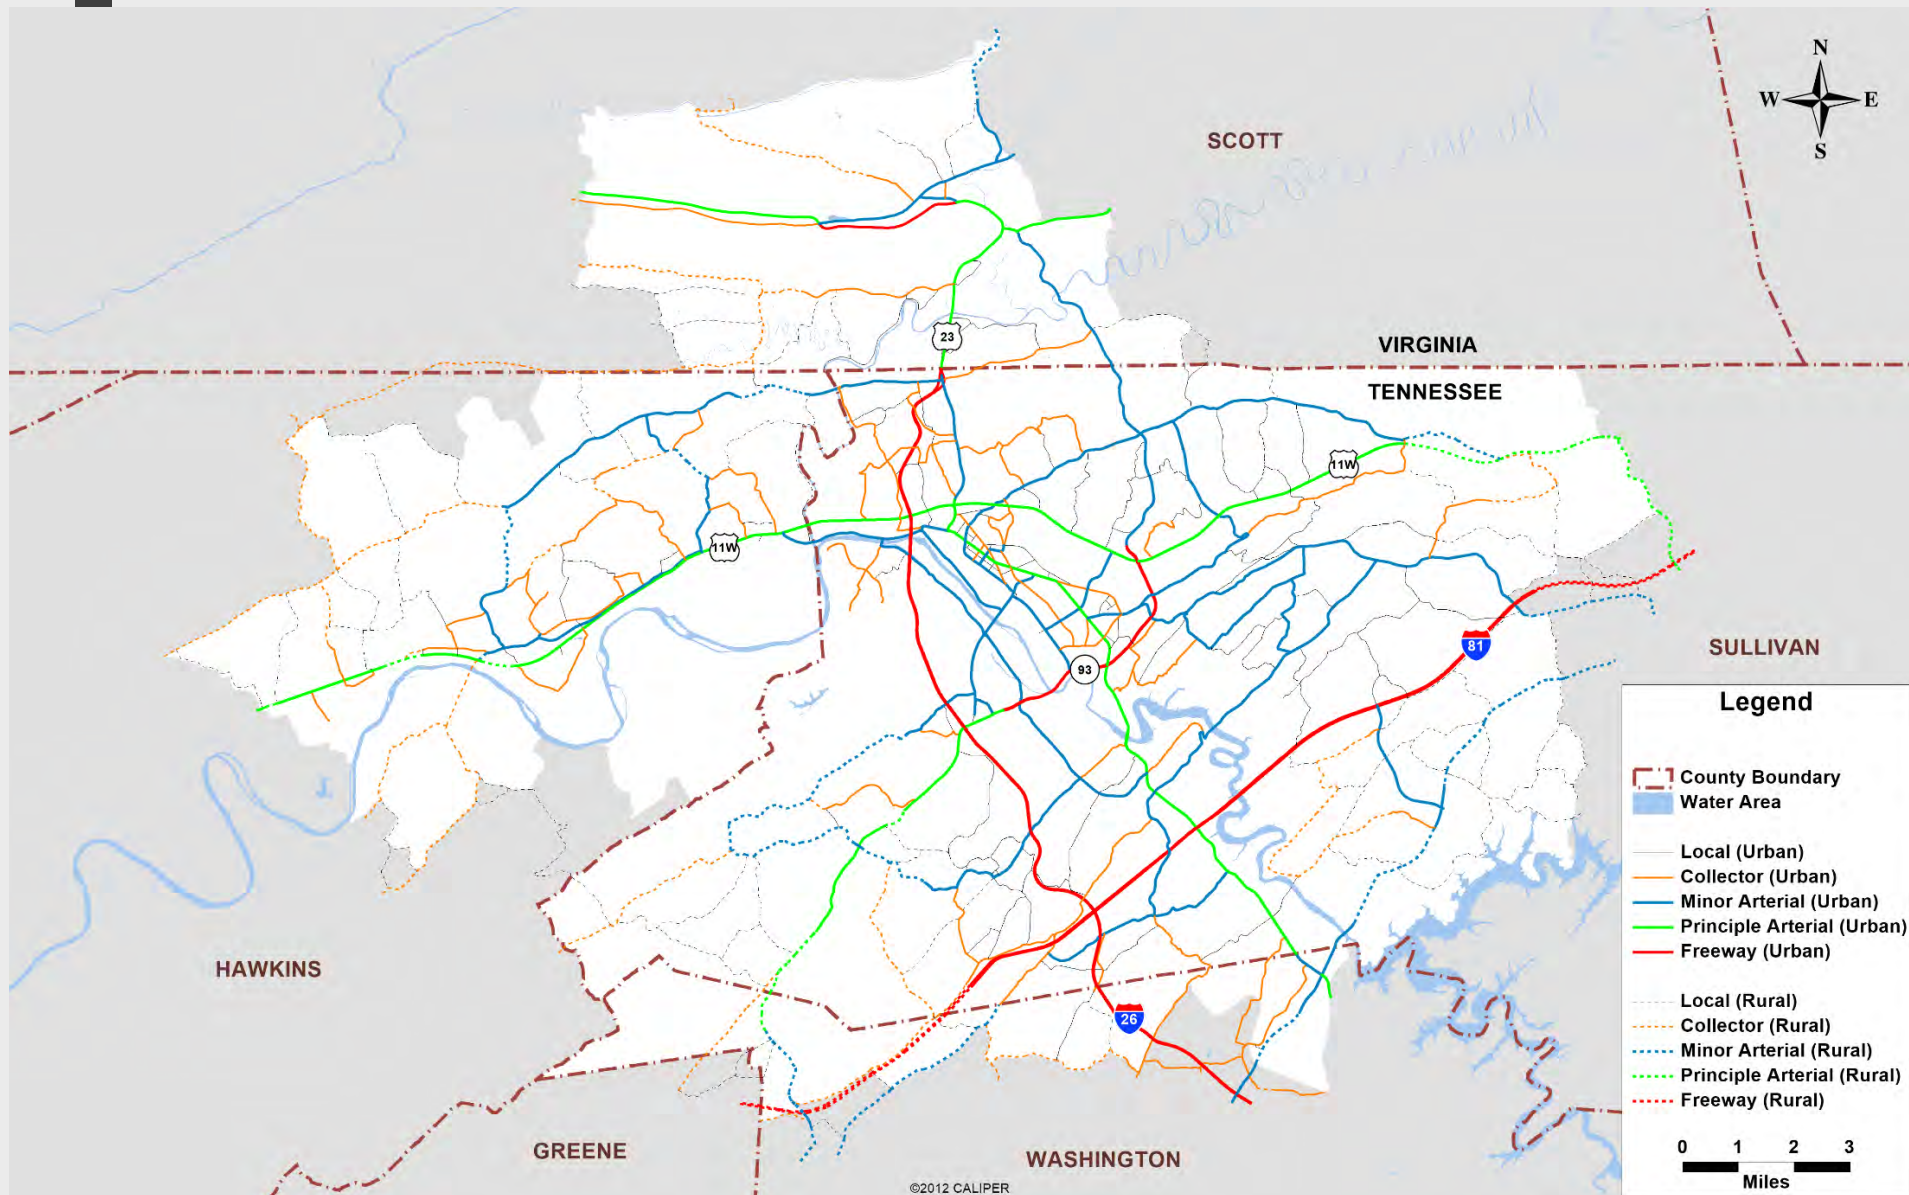 N
W E
S
SCOTT
23
VIRGINIA
TENNESSEE
11W
11W
93
81
SULLIVAN
26
HAWKINS
GREENE
WASHINGTON
©2012 CALIPER
Legend
County Boundary
Water Area
Local (Urban)
Collector (Urban)
Minor Arterial (Urban)
Principle Arterial (Urban)
Freeway (Urban)
Local (Rural)
Collector (Rural)
Minor Arterial (Rural)
Principle Arterial (Rural)
Freeway (Rural)
0 1 2 3
Miles